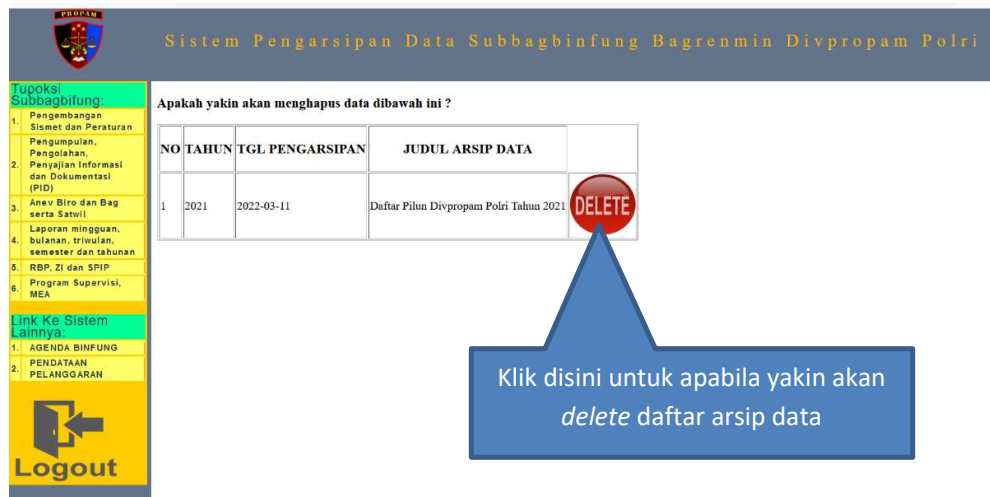 PROPAM
Sistem Pengarsipan Data Subbagbinfung Bagrenmin Divpropam Polri
Tupoksi
Subbagbifung:
1. Pengembangan
Sismet dan Peraturan
2. Pengumpulan,
Pengolahan,
Penyajian Informasi
dan Dokumentasi
(PID)
3. Anev Biro dan Bag
serta Satwil
4. Laporan mingguan,
bulanan, triwulan,
semester dan tahunan
5. RBP, ZI dan SPIP
6. Program Supervisi,
MEA
Link Ke Sistem
Lainnya:
1. AGENDA BINFUNG
2. PENDATAAN
PELANGGARAN
Logout
Apakah yakin akan menghapus data dibawah ini ?
NO TAHUN TGL PENGARSIPAN JUDUL ARSIP DATA
1 2021 2022-03-11 Daftar Pilun Divpropam Polri Tahun 2021 DELETE
Klik disini untuk apabila yakin akan
delete daftar arsip data